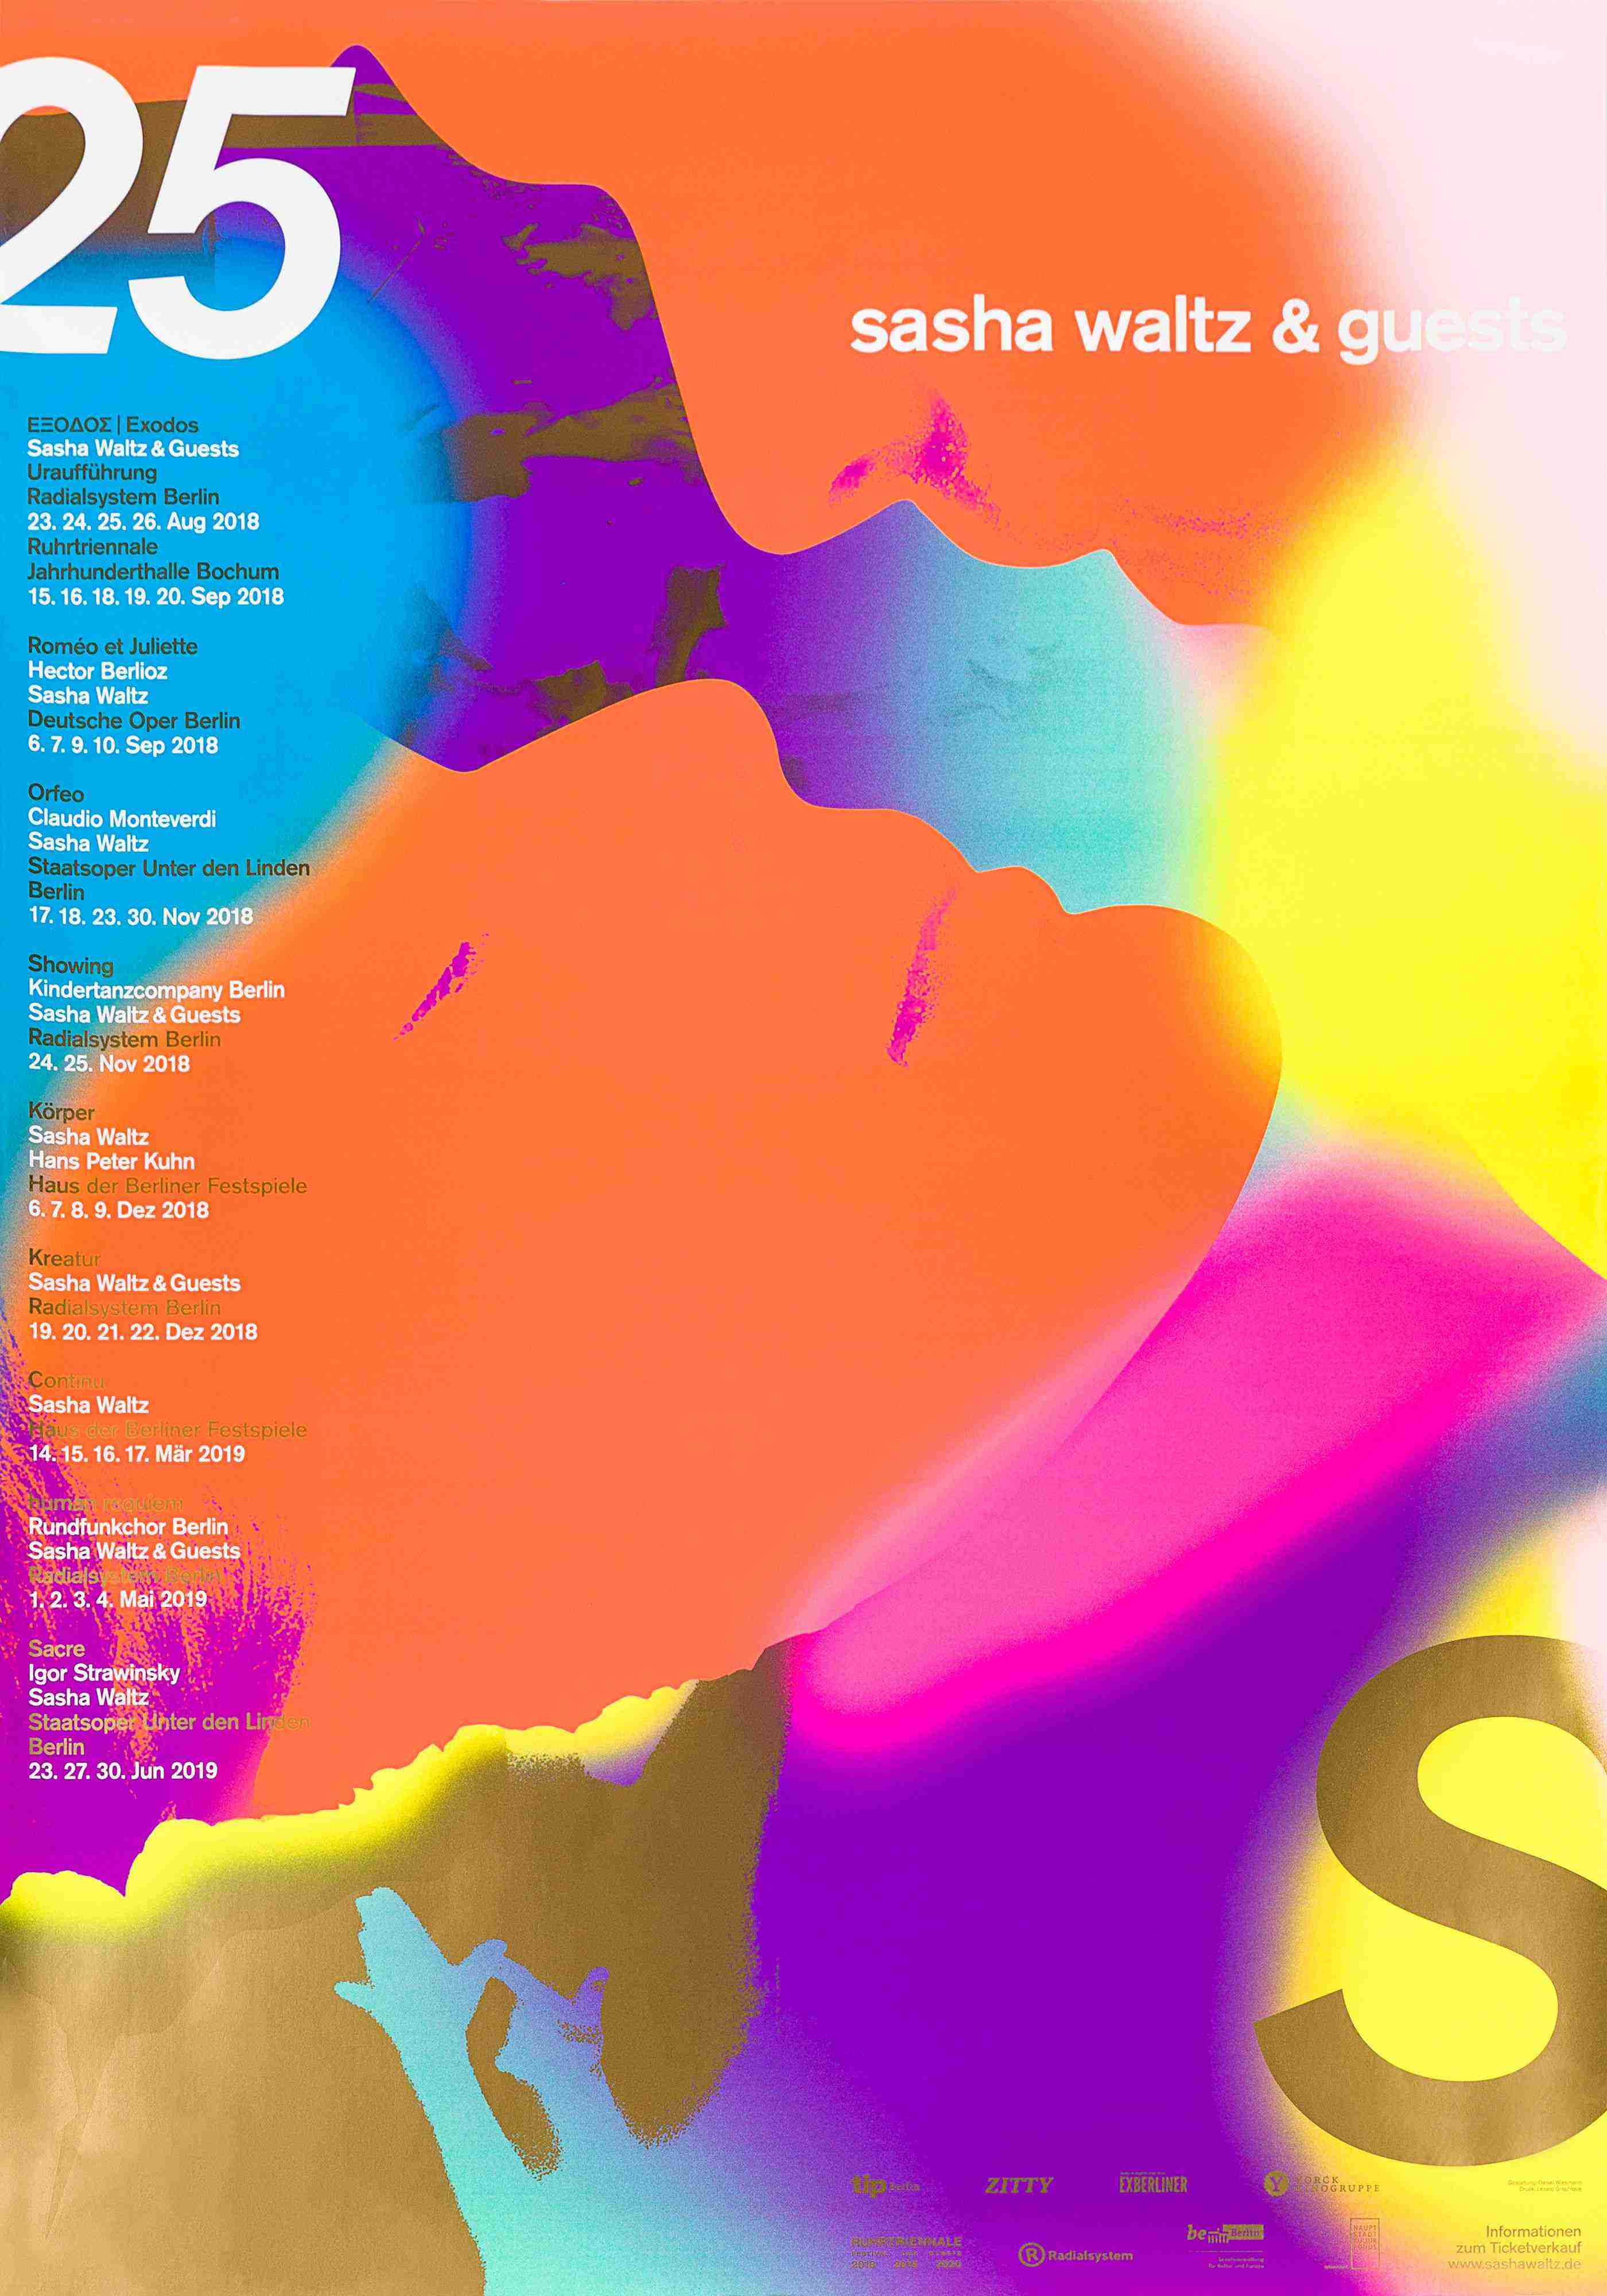 25
sasha waltz & guests
ΕΞΟΔΟΣ | Exodos
Sasha Waltz & Guests
Uraufführung
Radialsystem Berlin
23. 24. 25. 26. Aug 2018
Ruhrtriennale
Jahrhunderthalle Bochum
15. 16. 18. 19. 20. Sep 2018
Roméo et Juliette
Hector Berlioz
Sasha Waltz
Deutsche Oper Berlin
6. 7. 9. 10. Sep 2018
Orfeo
Claudio Monteverdi
Sasha Waltz
Staatsoper Unter den Linden
Berlin
17. 18. 23. 30. Nov 2018
Showing
Kindertanzcompany Berlin
Sasha Waltz & Guests
Radialsystem Berlin
24. 25. Nov 2018
Körper
Sasha Waltz
Hans Peter Kuhn
Haus der Berliner Festspiele
6. 7. 8. 9. Dez 2018
Kreatur
Sasha Waltz & Guests
Radialsystem Berlin
19. 20. 21. 22. Dez 2018
Continu
Sasha Waltz
Haus der Berliner Festspiele
14. 15. 16. 17. Mär 2019
human requiem
Rundfunkchor Berlin
Sasha Waltz & Guests
Radialsystem Berlin
1. 2. 3. 4. Mai 2019
Sacre
Igor Strawinsky
Sasha Waltz
Staatsoper Unter den Linden
Berlin
23. 27. 30. Jun 2019
S
tip Berlin
ZITTY
EXBERLINER
Y YORCK
KINOGRUPPE
RUHRTRIENNALE
2018 2019 2020
R Radialsystem
be Berlin
Informationen
zum Ticketverkauf
www.sashawaltz.de